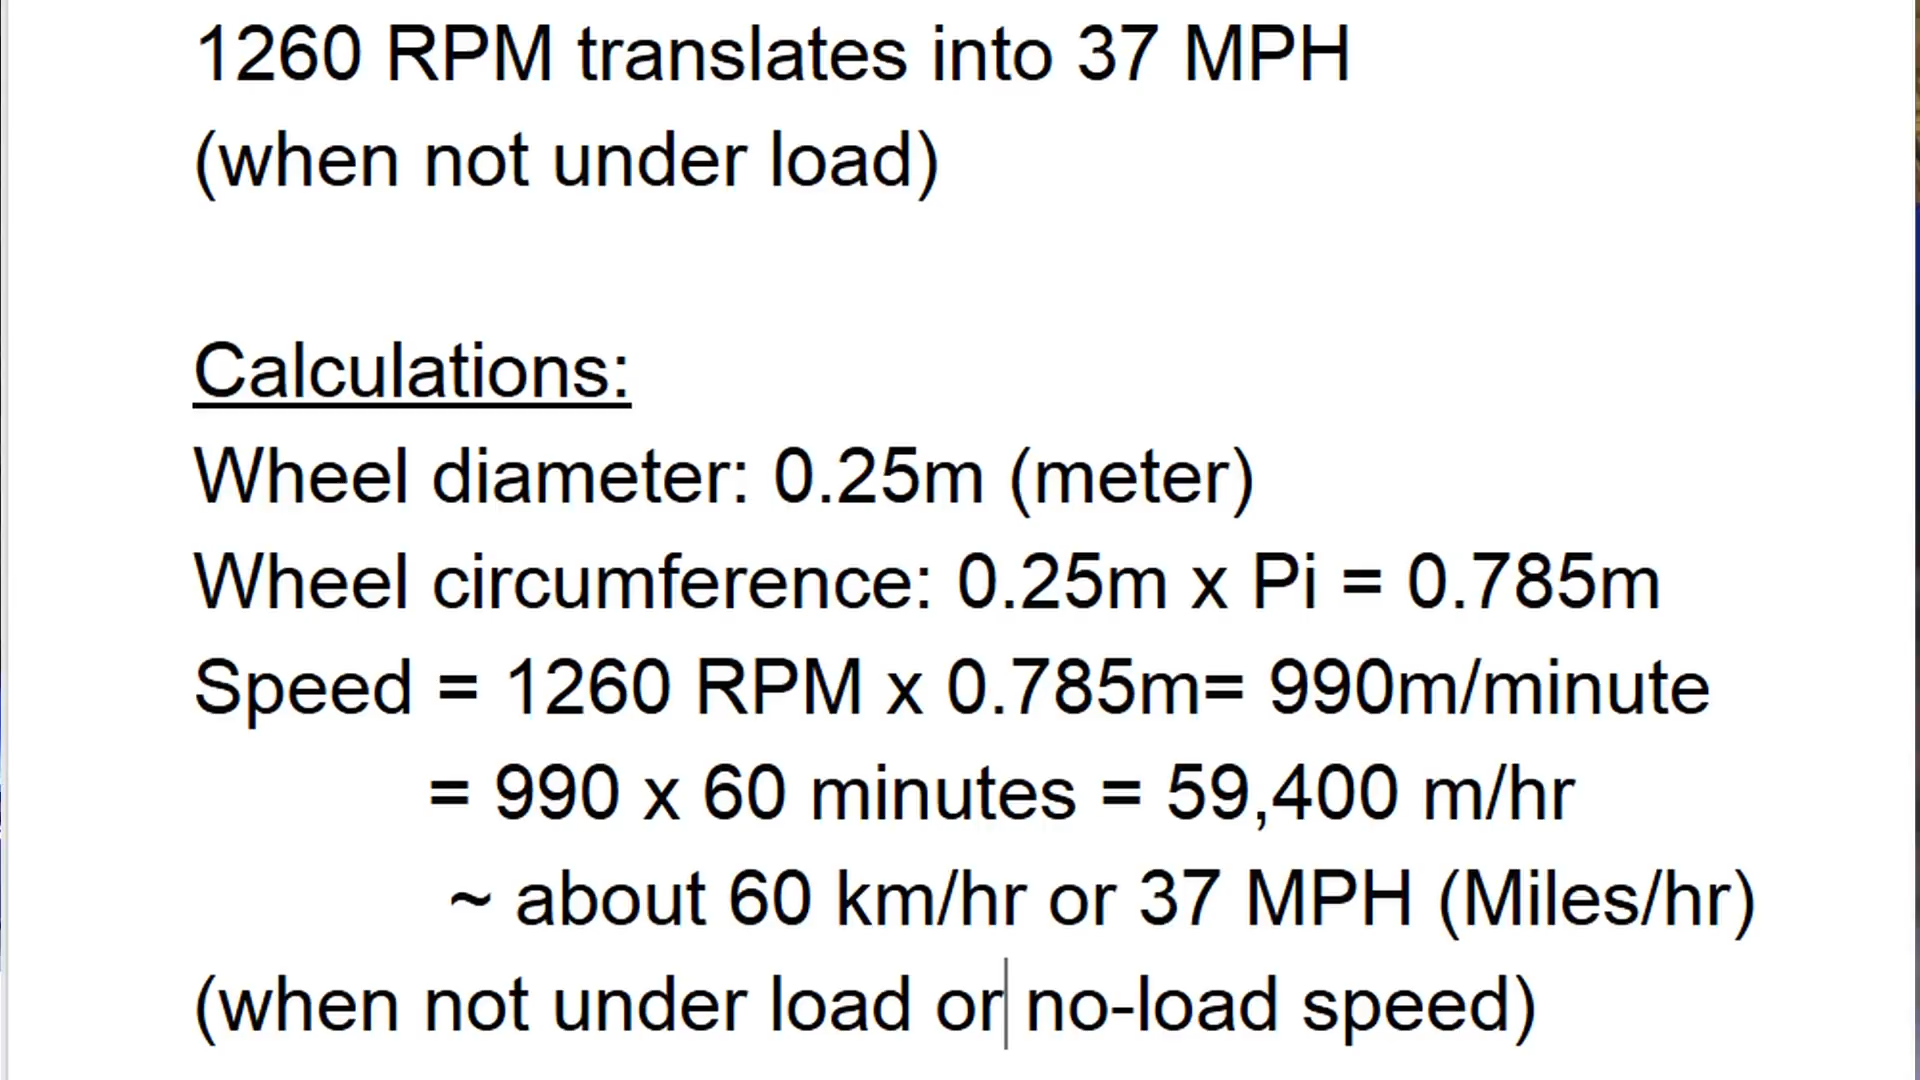 1260 RPM translates into 37 MPH
(when not under load)
Calculations:
Wheel diameter: 0.25m (meter)
Wheel circumference: 0.25m x Pi = 0.785m
Speed = 1260 RPM x 0.785m= 990m/minute
= 990 x 60 minutes = 59,400 m/hr
~ about 60 km/hr or 37 MPH (Miles/hr)
(when not under load or no-load speed)